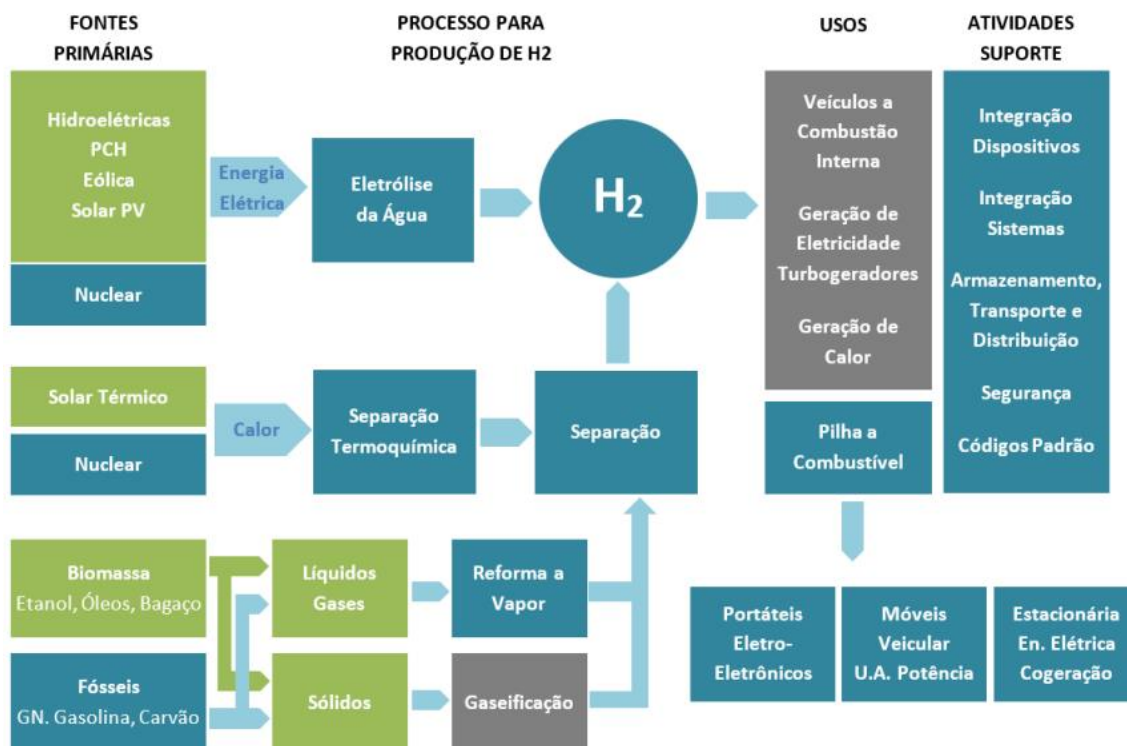 FONTES
PRIMÁRIAS
PROCESSO PARA
PRODUÇÃO DE H2
USOS
ATIVIDADES
SUPORTE
Hidroelétricas
PCH
Eólica
Solar PV
Nuclear
Energia
Elétrica
Eletrólise
da Água
H₂
Veículos a
Combustão
Interna
Geração de
Eletricidade
Turbogeradores
Geração de
Calor
Integração
Dispositivos
Integração
Sistemas
Armazenamento,
Transporte e
Distribuição
Segurança
Códigos Padrão
Solar Térmico
Nuclear
Calor
Separação
Termoquímica
Separação
Pilha a
Combustível
Biomassa
Etanol, Óleos, Bagaço
Líquidos
Gases
Reforma a
Vapor
Fósseis
GN. Gasolina, Carvão
Sólidos
Gaseificação
Portáteis
Eletro-
Eletrônicos
Móveis
Veicular
U.A. Potência
Estacionária
En. Elétrica
Cogeração